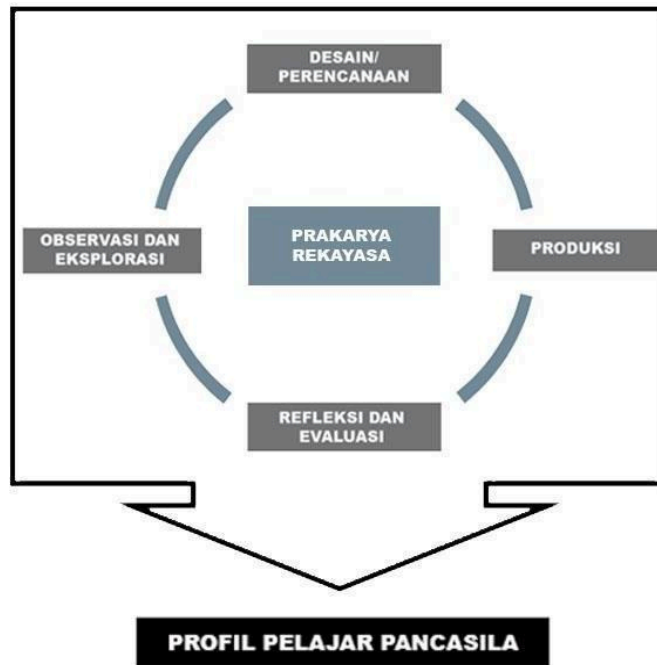 DESAIN/
PERENCANAAN
OBSERVASI DAN
EKSPLORASI
PRAKARYA
REKAYASA
PRODUKSI
REFLEKSI DAN
EVALUASI
PROFIL PELAJAR PANCASILA